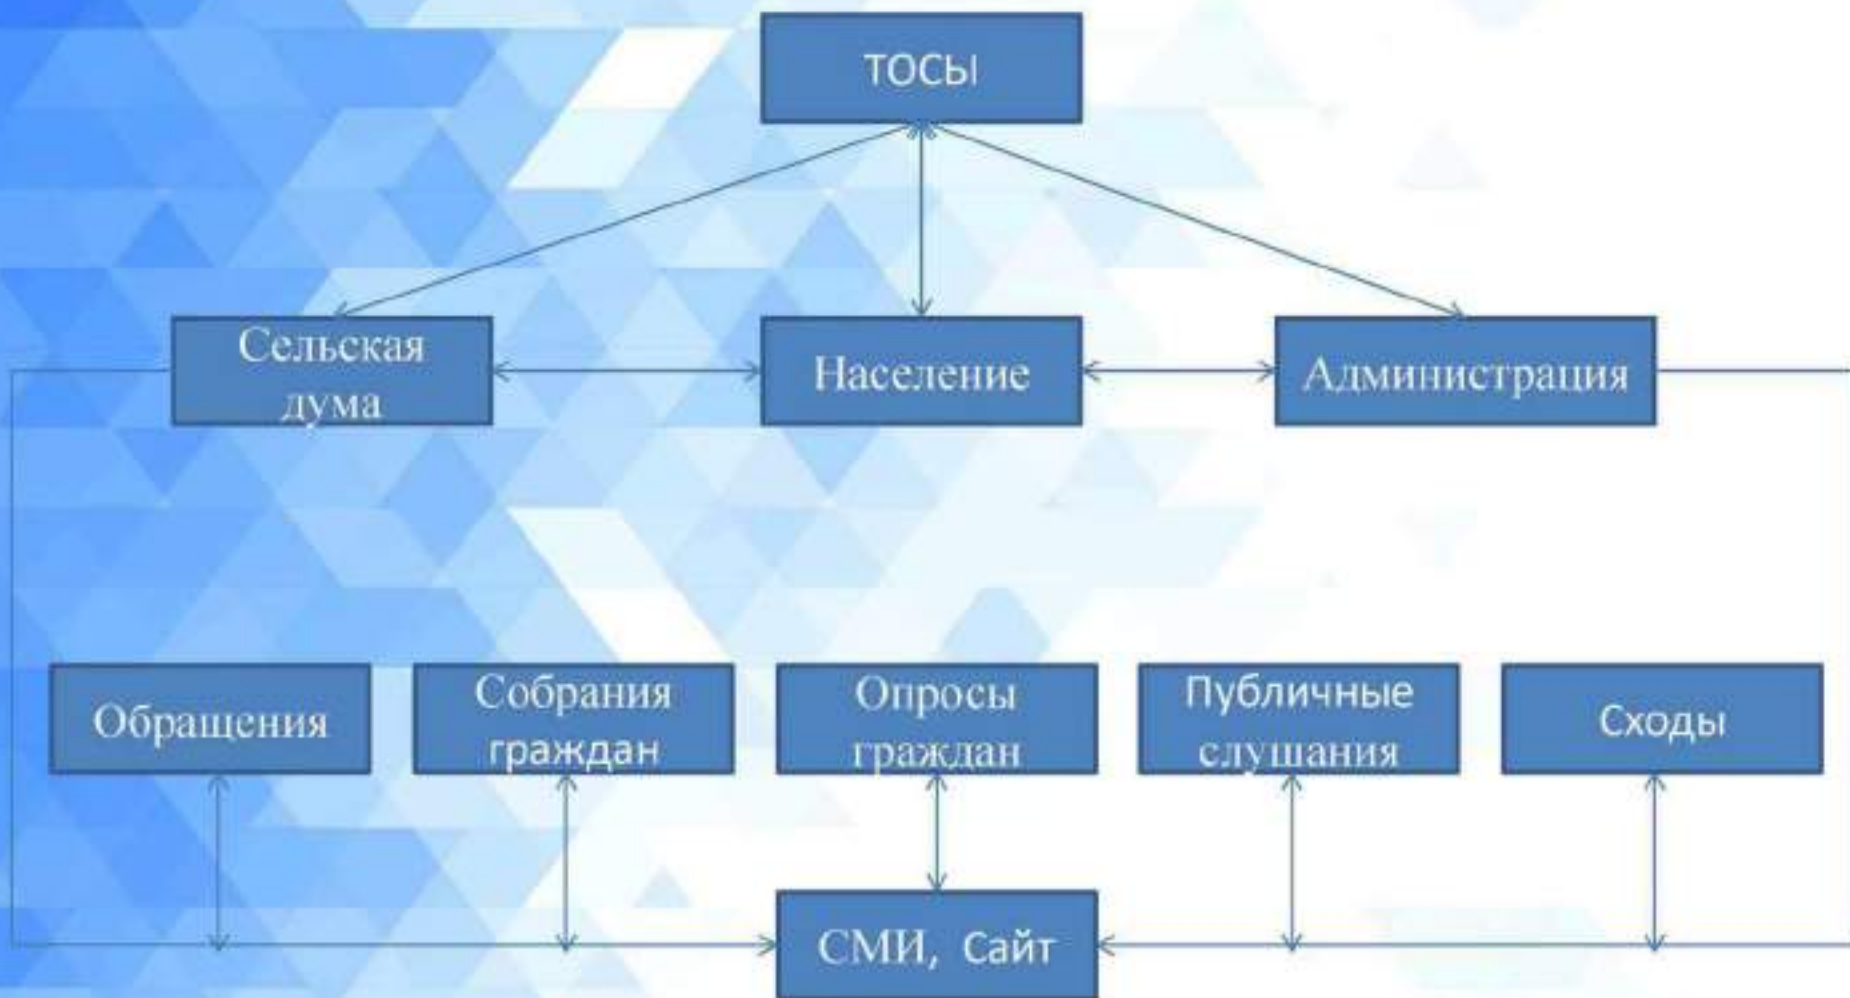 ТОСЫ
Сельская
дума
Население
Администрация
Обращения
Собрания
граждан
Опросы
граждан
Публичные
слушания
Сходы
СМИ, Сайт